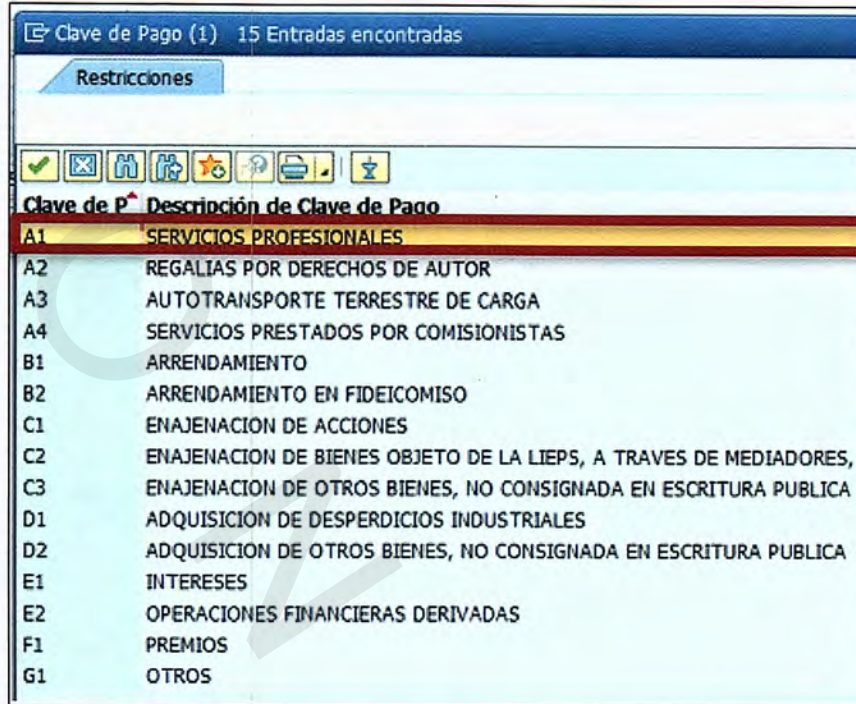 Clave de Pago (1) 15 Entradas encontradas
Restricciones
Clave de P Descripción de Clave de Pago
A1 SERVICIOS PROFESIONALES
A2 REGALIAS POR DERECHOS DE AUTOR
A3 AUTOTRANSPORTE TERRESTRE DE CARGA
A4 SERVICIOS PRESTADOS POR COMISIONISTAS
B1 ARRENDAMIENTO
B2 ARRENDAMIENTO EN FIDEICOMISO
C1 ENAJENACION DE ACCIONES
C2 ENAJENACION DE BIENES OBJETO DE LA LIEPS, A TRAVES DE MEDIADORES,
C3 ENAJENACION DE OTROS BIENES, NO CONSIGNADA EN ESCRITURA PUBLICA
D1 ADQUISICION DE DESPERDICIOS INDUSTRIALES
D2 ADQUISICION DE OTROS BIENES, NO CONSIGNADA EN ESCRITURA PUBLICA
E1 INTERESES
E2 OPERACIONES FINANCIERAS DERIVADAS
F1 PREMIOS
G1 OTROS